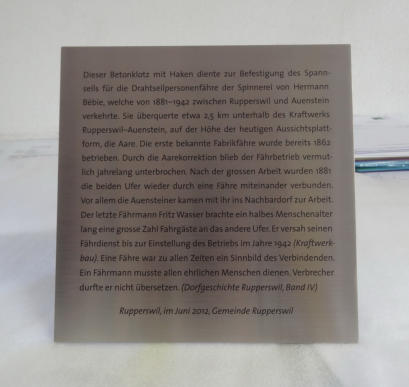 Dieser Betonklotz mit Haken diente zur Befestigung des Spann-
seils für die Drahtseilpersonenfähre der Spinnerei von Hermann
Bebie, welche von 1881–1942 zwischen Rupperswil und Auenstein
verkehrte. Sie überquerte etwa 2,5 km unterhalb des Kraftwerks
Rupperswil–Auenstein, auf der Höhe der heutigen Aussichtsplatt-
form, die Aare. Die erste bekannte Fabrikfähre wurde bereits 1862
betrieben. Durch die Aarekorrektion blieb der Fährbetrieb vermut-
lich jahrelang unterbrochen. Nach der grossen Arbeit wurden 1881
die beiden Ufer wieder durch eine Fähre miteinander verbunden.
Vor allem die Auensteiner kamen mit ihr ins Nachbardorf zur Arbeit.
Der letzte Fährmann Fritz Wasser brachte ein halbes Menschenalter
lang eine grosse Zahl Fahrgäste an das andere Ufer. Er versah seinen
Fährdienst bis zur Einstellung des Betriebs im Jahre 1942 (Kraftwerk-
bau). Eine Fähre war zu allen Zeiten ein Sinnbild des Verbindenden.
Ein Fährmann musste allen ehrlichen Menschen dienen, Verbrecher
durfte er nicht übersetzen. (Dorfgeschichte Rupperswil, Band IV)
Rupperswil, im Juni 2012, Gemeinde Rupperswil